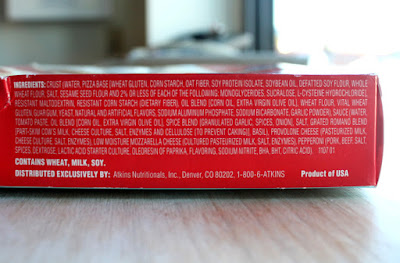 INGREDIENTS: CRUST (WATER, PIZZA BASE [WHEAT GLUTEN, CORN STARCH, OAT FIBER, SOY PROTEIN ISOLATE, SOYBEAN OIL, DEFATTED SOY FLOUR, WHOLE
WHEAT FLOUR, SALT, SESAME SEED FLOUR AND 2% OR LESS OF EACH OF THE FOLLOWING: MONOGLYCERIDES, SUCRALOSE, L-CYSTEINE HYDROCHLORIDE],
RESISTANT MALTODEXTRIN, RESISTANT CORN STARCH (DIETARY FIBER), OIL BLEND (CORN OIL, EXTRA VIRGIN OLIVE OIL), WHEAT FLOUR, VITAL WHEAT
GLUTEN, GUAR GUM, YEAST, NATURAL AND ARTIFICIAL FLAVORS, SODIUM ALUMINUM PHOSPHATE, SODIUM BICARBONATE, GARLIC POWDER), SAUCE (WATER,
TOMATO PASTE, OIL BLEND (CORN OIL, EXTRA VIRGIN OLIVE OIL), SPICE BLEND (GRANULATED GARLIC, SPICES, ONION), SALT, GRATED ROMANO BLEND
(PART-SKIM COW'S MILK, CHEESE CULTURE, SALT, ENZYMES AND CELLULOSE (TO PREVENT CAKING)), BASIL), PROVOLONE CHEESE (PASTEURIZED MILK,
CHEESE CULTURE, SALT, ENZYMES), LOW MOISTURE MOZZARELLA CHEESE (CULTURED PASTEURIZED MILK, SALT, ENZYMES), PEPPERONI (PORK, BEEF, SALT,
SPICES, DEXTROSE, LACTIC ACID STARTER CULTURE, OLEORESIN OF PAPRIKA, FLAVORING, SODIUM NITRITE, BHA, BHT, CITRIC ACID). 1107 81
CONTAINS WHEAT, MILK, SOY.
DISTRIBUTED EXCLUSIVELY BY: Atkins Nutritionals, Inc., Denver, CO 80202, 1-800-6-ATKINS Product of USA